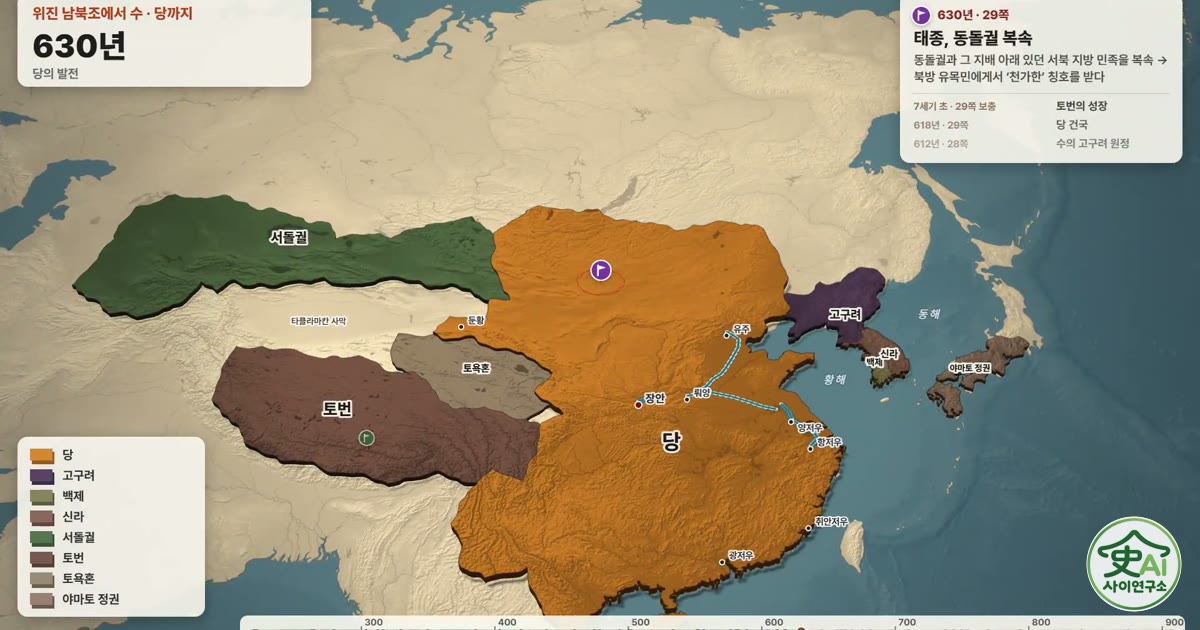 위진 남북조에서 수 · 당까지
630년
당의 발전
630년 · 29쪽
태종, 동돌궐 복속
동돌궐과 그 지배 아래 있던 서북 지방 민족을 복속 →
북방 유목민에게서 ‘천가한’ 칭호를 받다
7세기 초 · 29쪽 보충 토번의 성장
618년 · 29쪽 당 건국
612년 · 28쪽 수의 고구려 원정
서돌궐
타클라마칸 사막
둔황
유주
고구려
동해
신라
백제
토욕혼
야마토 정권
황해
토번
장안
뤄양
당
양저우
항저우
취안저우
광저우
당
고구려
백제
신라
서돌궐
토번
토욕혼
야마토 정권
史AI
사이연구소
300 400 500 600 700 800 900